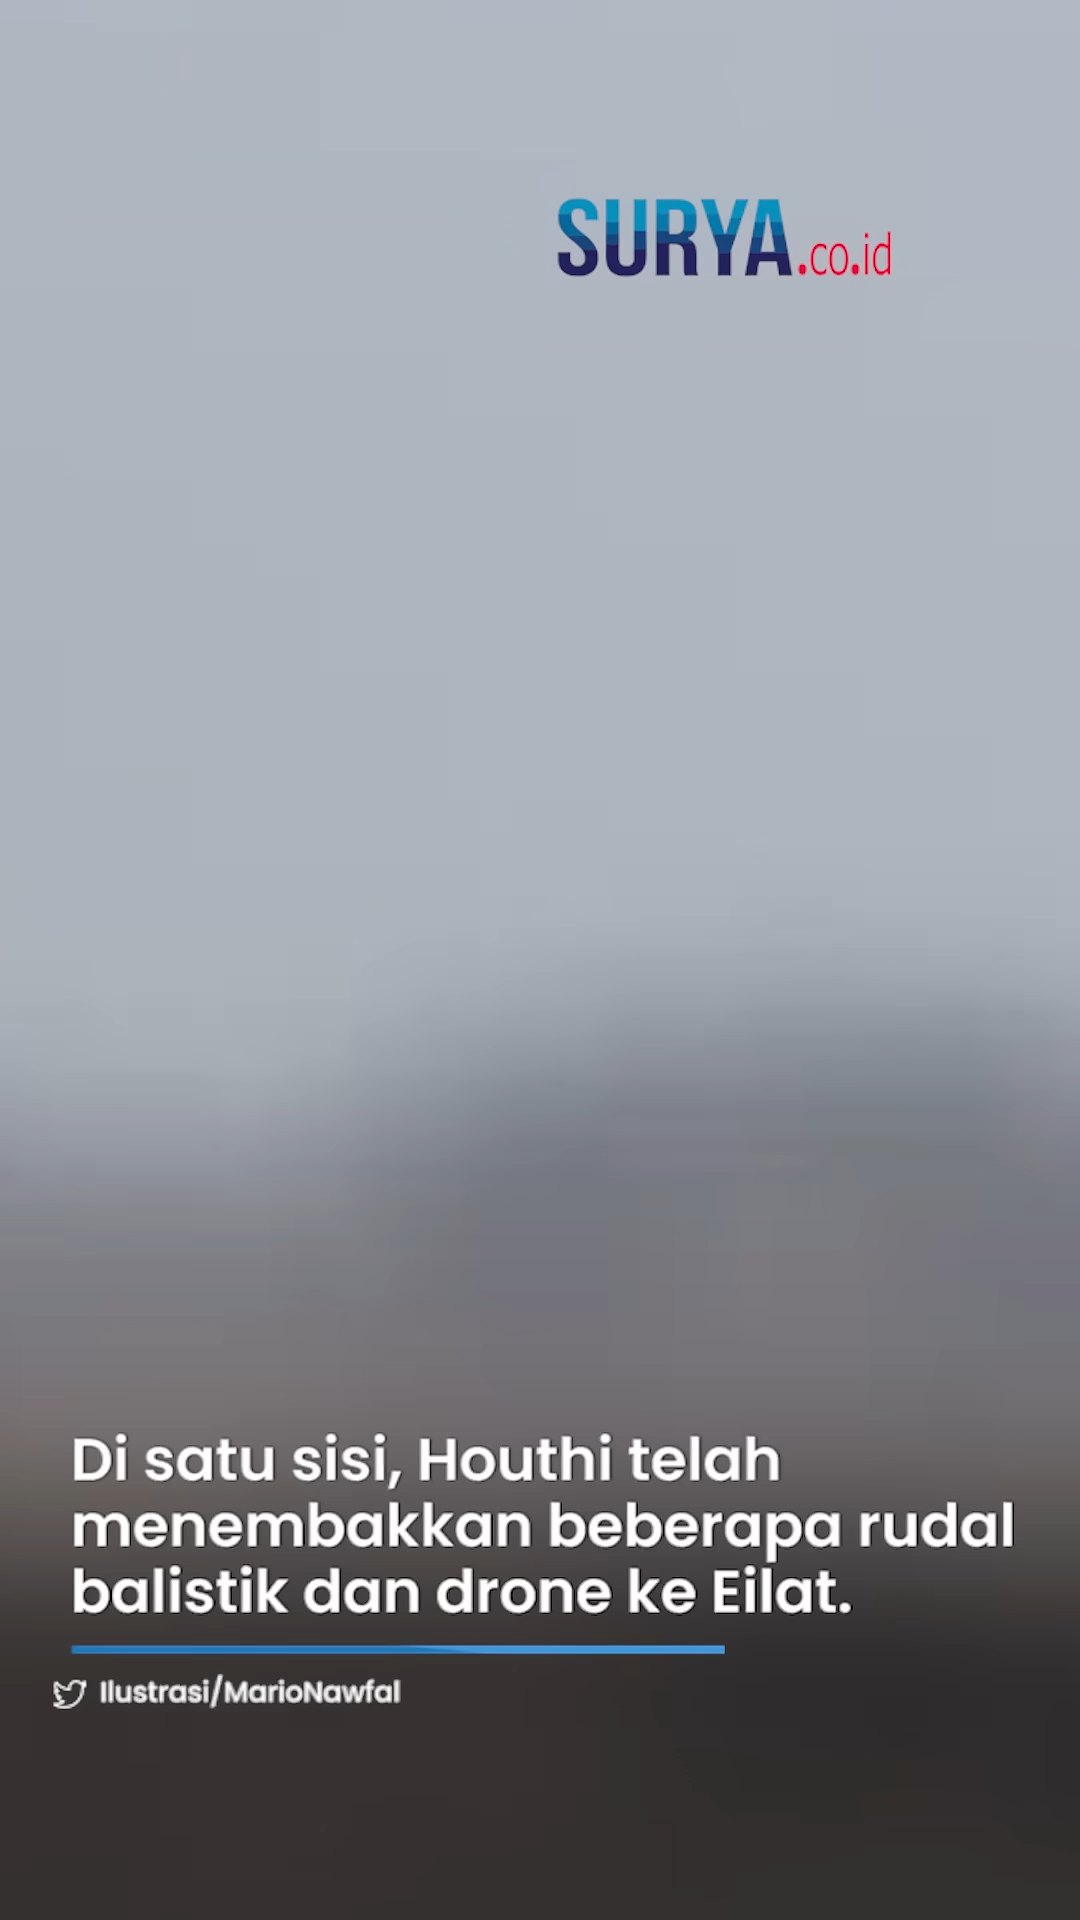 SURYA.co.id
Di satu sisi, Houthi telah
menembakkan beberapa rudal
balistik dan drone ke Eilat.
Ilustrasi/MarioNawfal